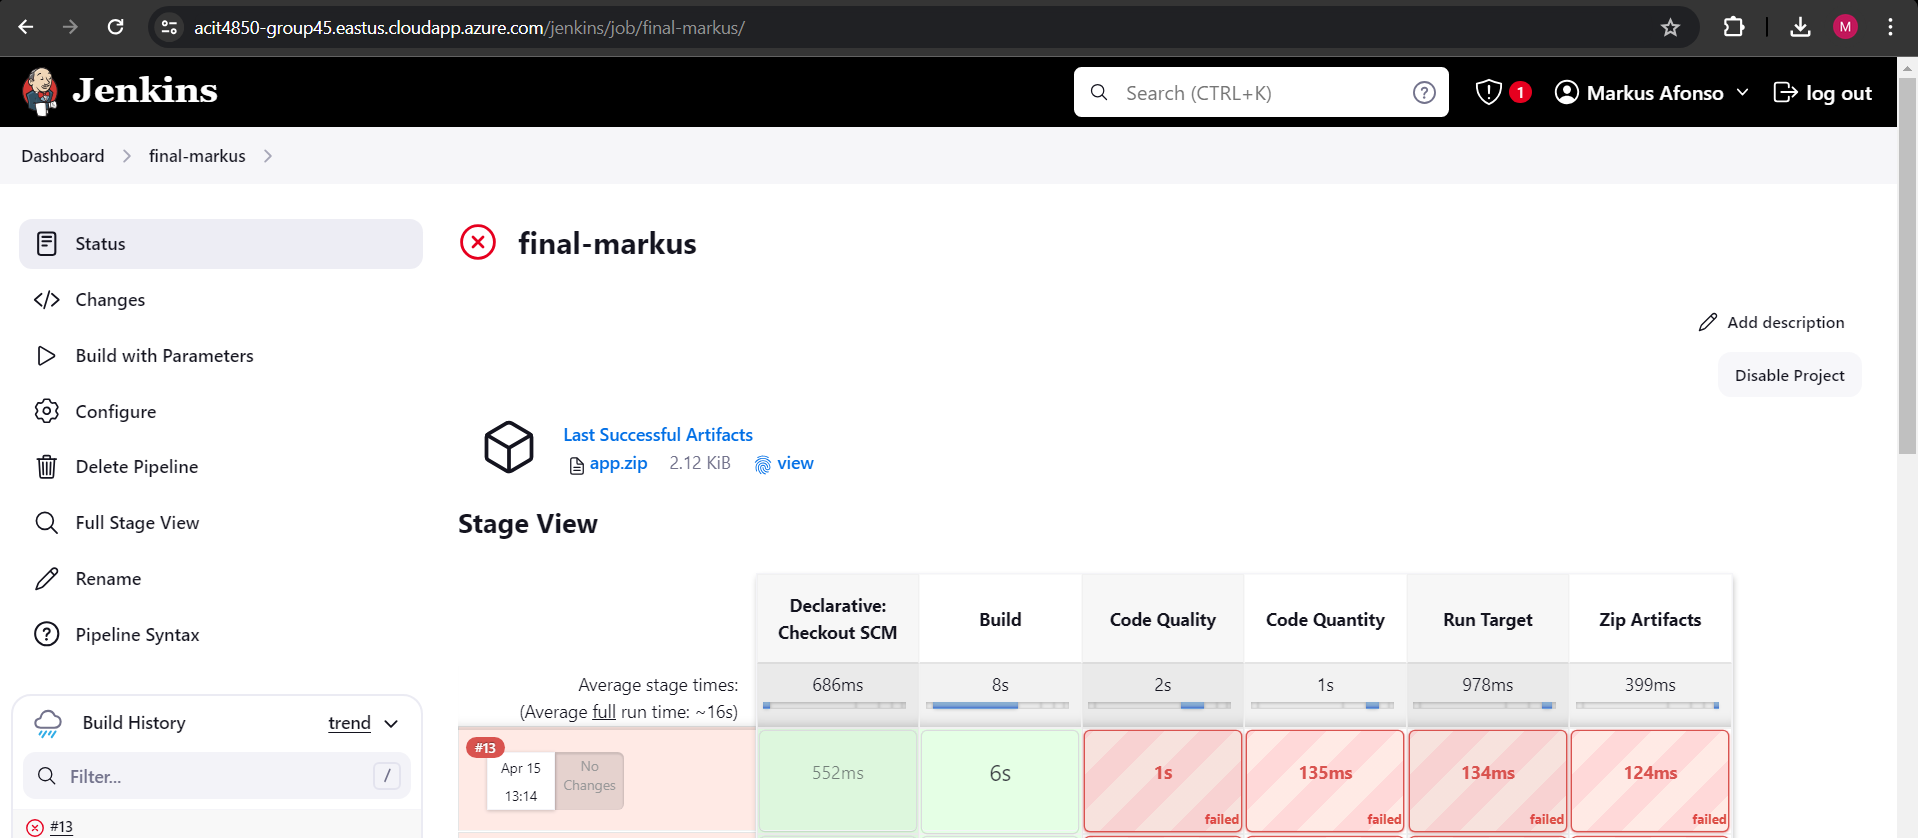 acit4850-group45.eastus.cloudapp.azure.com/jenkins/job/final-markus/
M
Jenkins
Search (CTRL+K)
?
1
Markus Afonso
log out
Dashboard
final-markus
Status
Changes
Build with Parameters
Configure
Delete Pipeline
Full Stage View
Rename
Pipeline Syntax
Build History
trend
Filter...
/
#13
final-markus
Add description
Disable Project
Last Successful Artifacts
app.zip 2.12 KiB view
Stage View
Declarative:
Checkout SCM
Build
Code Quality
Code Quantity
Run Target
Zip Artifacts
Average stage times:
(Average full run time: ~16s)
686ms
8s
2s
1s
978ms
399ms
#13
Apr 15
13:14
No
Changes
552ms
6s
1s
failed
135ms
failed
134ms
failed
124ms
failed